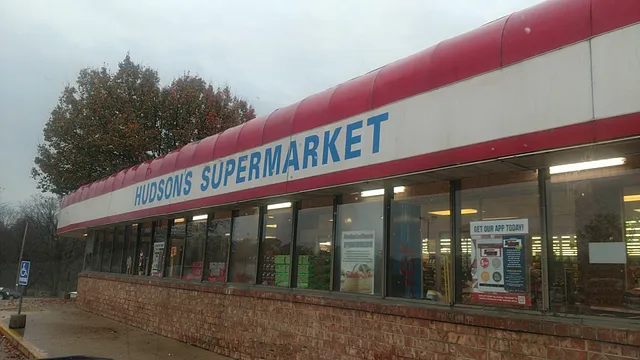 HUDSON'S SUPERMARKET
GET OUR APP TODAY!